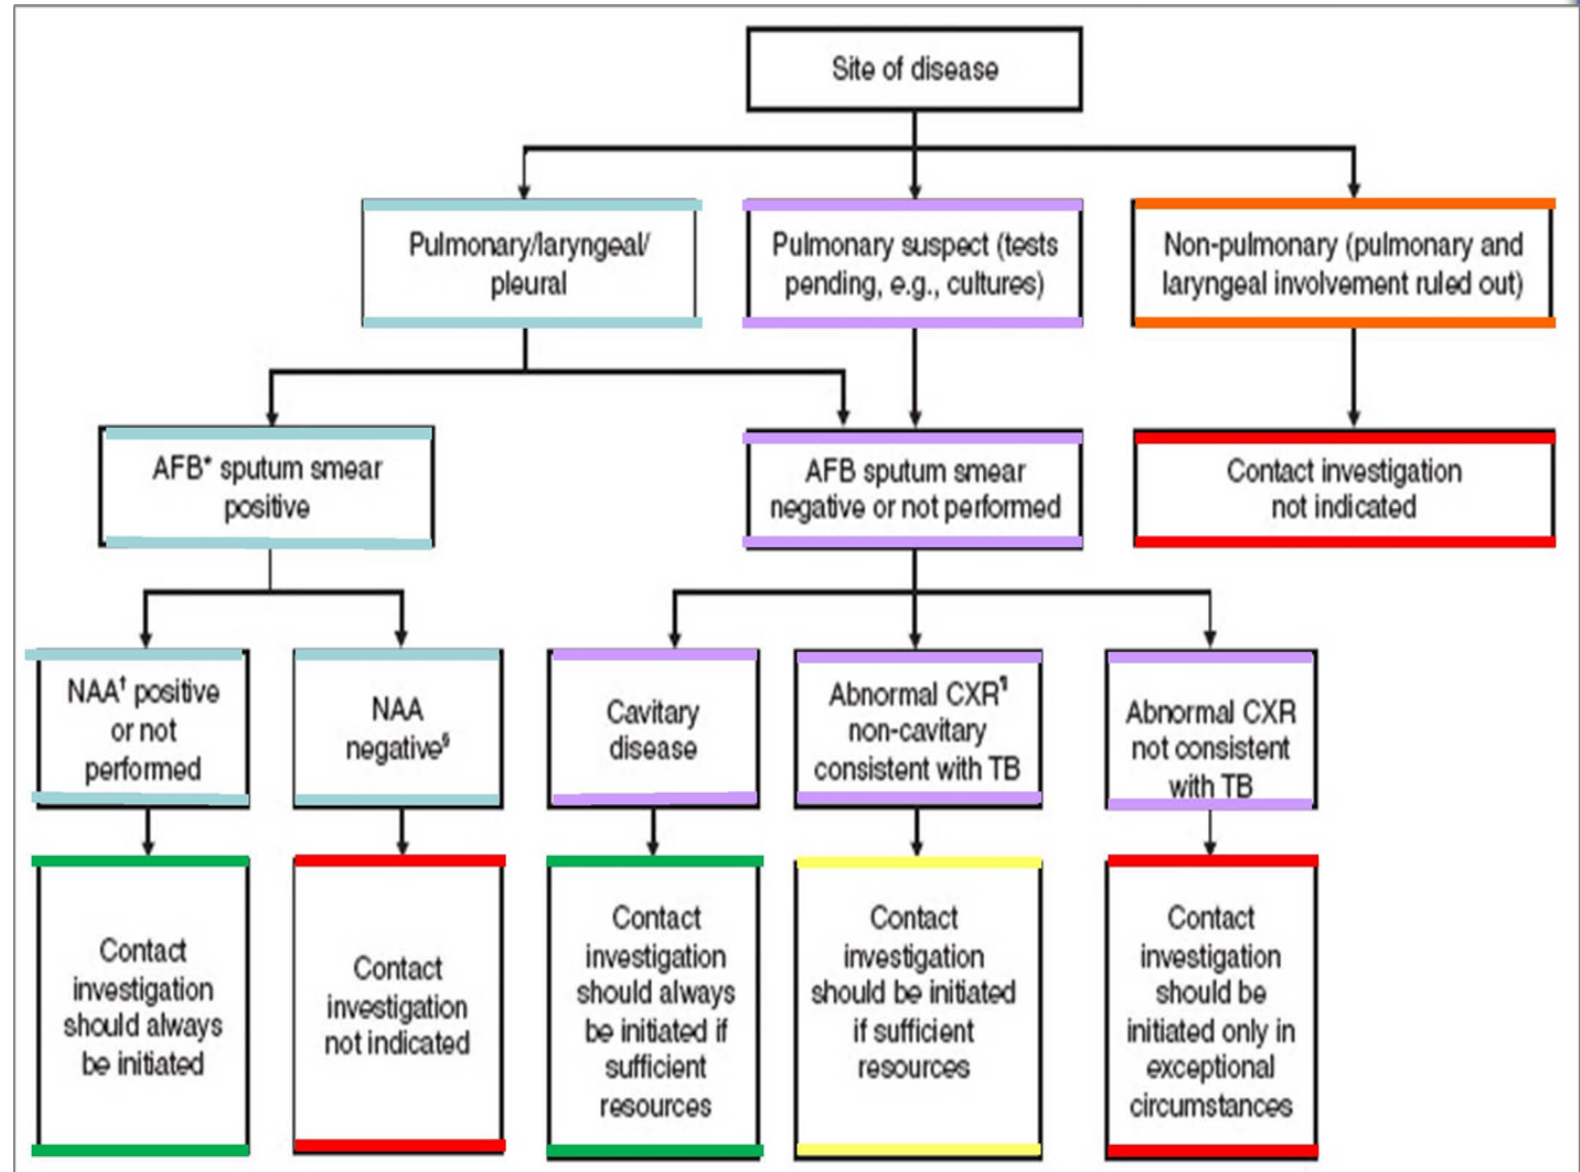 Site of disease
Pulmonary/laryngeal/
pleural
Pulmonary suspect (tests
pending, e.g., cultures)
Non-pulmonary (pulmonary and
laryngeal involvement ruled out)
AFB* sputum smear
positive
AFB sputum smear
negative or not performed
Contact investigation
not indicated
NAA† positive
or not
performed
NAA
negative§
Cavitary
disease
Abnormal CXR¶
non-cavitary
consistent with TB
Abnormal CXR
not consistent
with TB
Contact
investigation
should always
be initiated
Contact
investigation
not indicated
Contact
investigation
should always
be initiated if
sufficient
resources
Contact
investigation
should be initiated
if sufficient
resources
Contact
investigation
should be
initiated only in
exceptional
circumstances